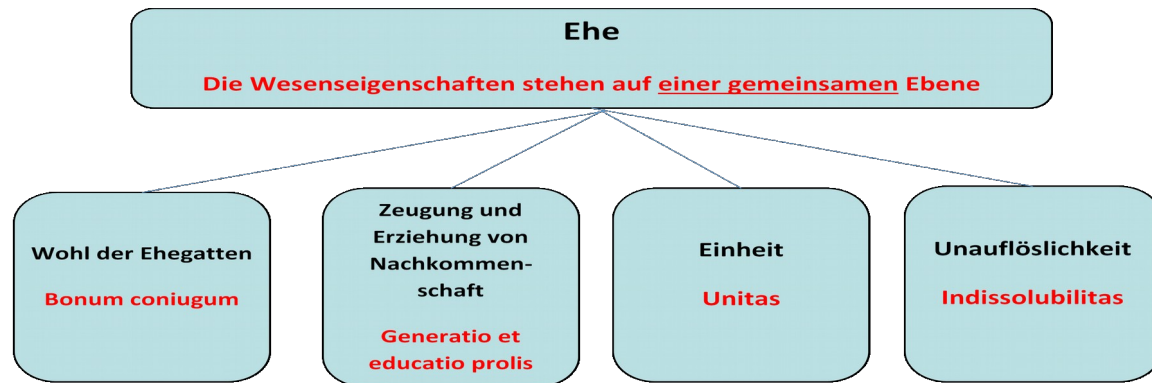 Ehe
Die Wesenseigenschaften stehen auf einer gemeinsamen Ebene
Wohl der Ehegatten
Bonum coniugum
Zeugung und
Erziehung von
Nachkommen-
schaft
Generatio et
educatio prolis
Einheit
Unitas
Unauflöslichkeit
Indissolubilitas